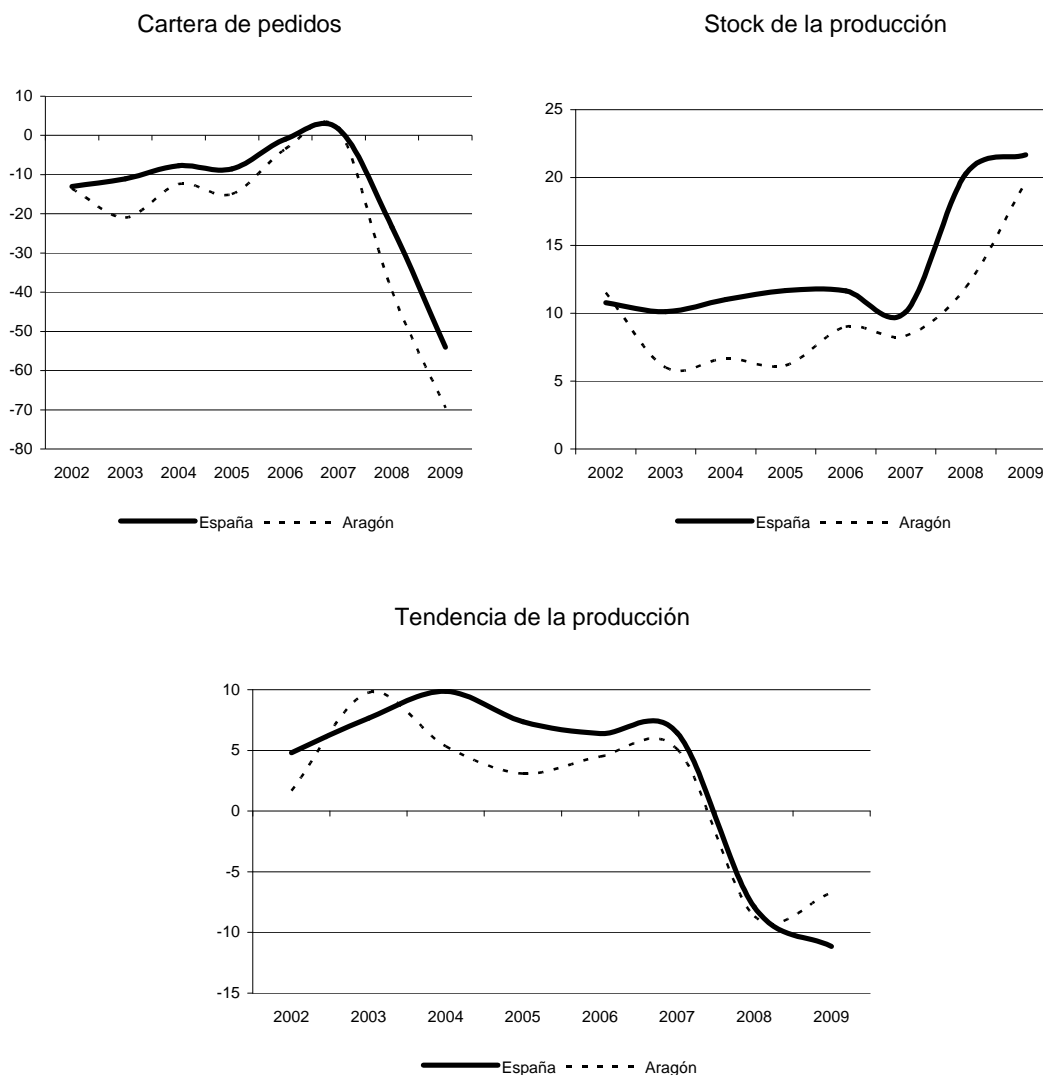 Cartera de pedidos
10
0
-10
-20
-30
-40
-50
-60
-70
-80
2002 2003 2004 2005 2006 2007 2008 2009
España Aragón
Stock de la producción
25
20
15
10
5
0
2002 2003 2004 2005 2006 2007 2008 2009
España Aragón
Tendencia de la producción
10
5
0
-5
-10
-15
2002 2003 2004 2005 2006 2007 2008 2009
España Aragón